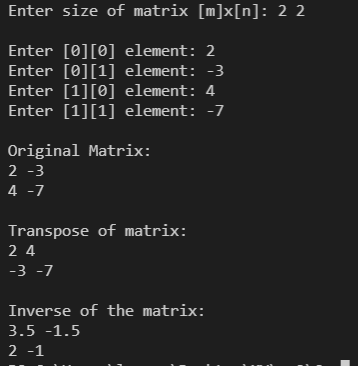 Enter size of matrix [m]x[n]: 2 2
Enter [0][0] element: 2
Enter [0][1] element: -3
Enter [1][0] element: 4
Enter [1][1] element: -7
Original Matrix:
2 -3
4 -7
Transpose of matrix:
2 4
-3 -7
Inverse of the matrix:
3.5 -1.5
2 -1